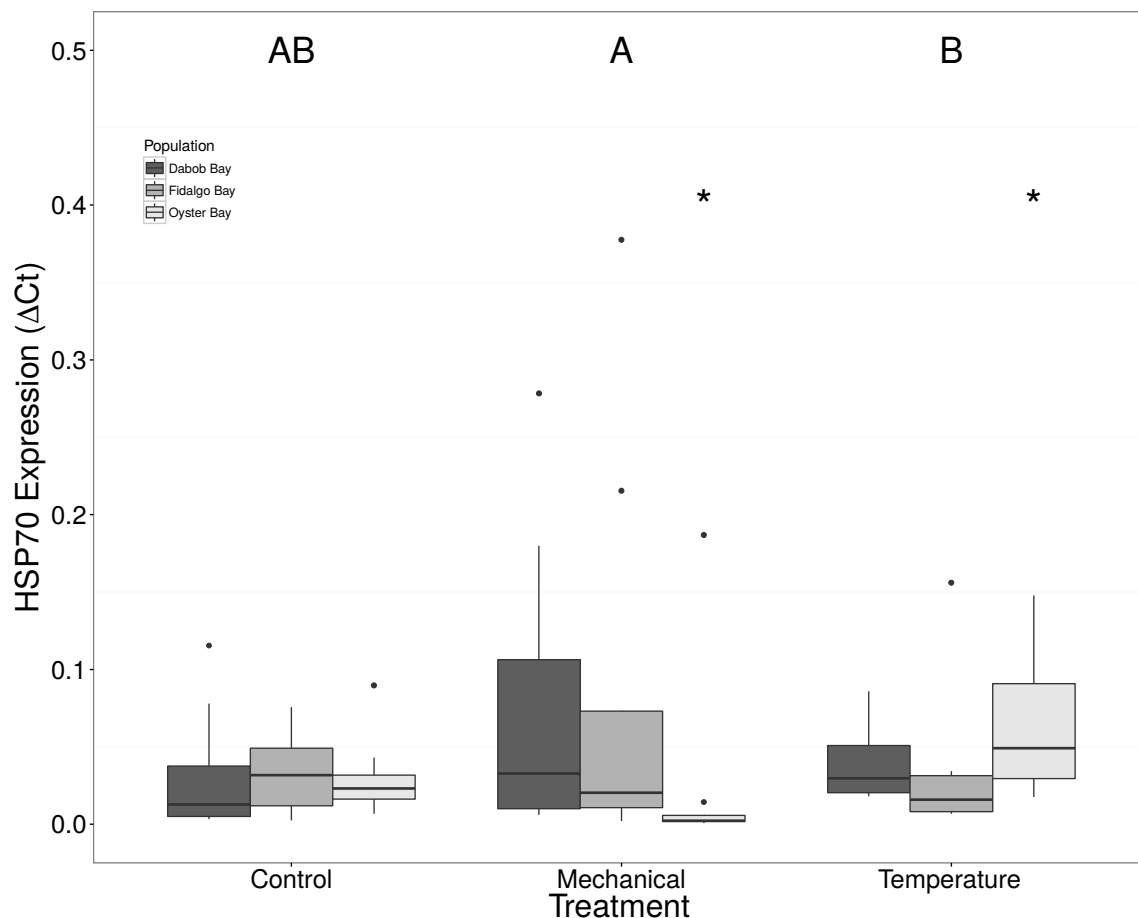 AB A B
0.5
Population
Dabob Bay
Fidalgo Bay
Oyster Bay
0.4
* *
0.3
0.2
0.1
0.0
HSP70 Expression (ΔCt)
Control Mechanical Temperature
Treatment